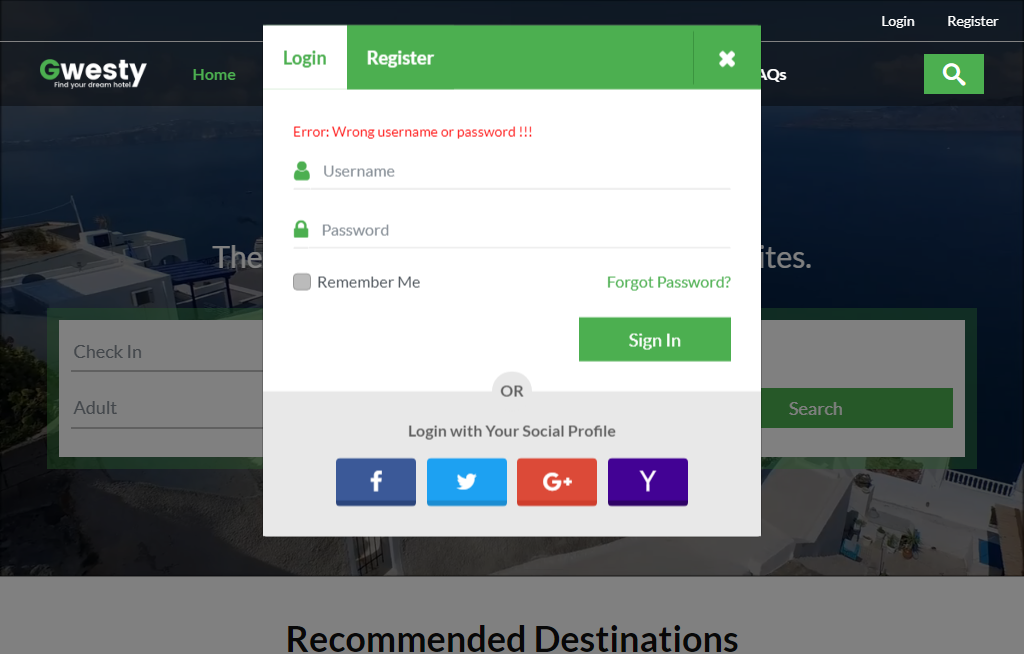 Login Register
Login Register
Gwesty
Find your dream hotel
Home
AQs
Error: Wrong username or password !!!
Username
Password
Remember Me Forgot Password?
The
ites.
Sign In
Check In
Adult
Search
OR
Login with Your Social Profile
f G+ Y
Recommended Destinations